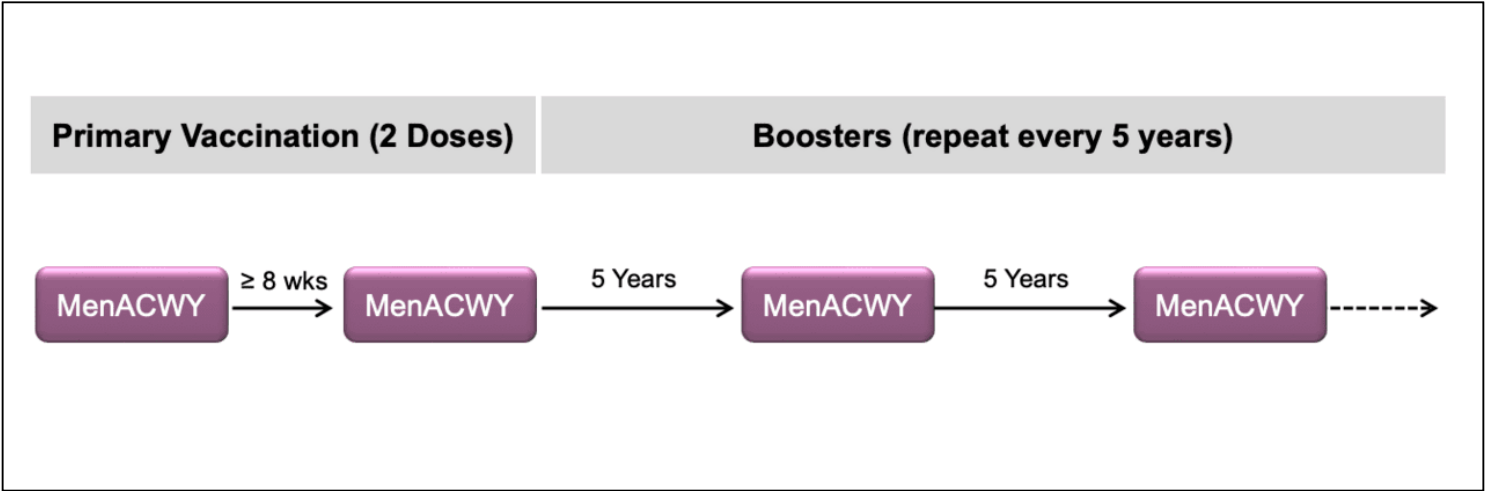 Primary Vaccination (2 Doses)
Boosters (repeat every 5 years)
MenACWY
≥ 8 wks
MenACWY
5 Years
MenACWY
5 Years
MenACWY